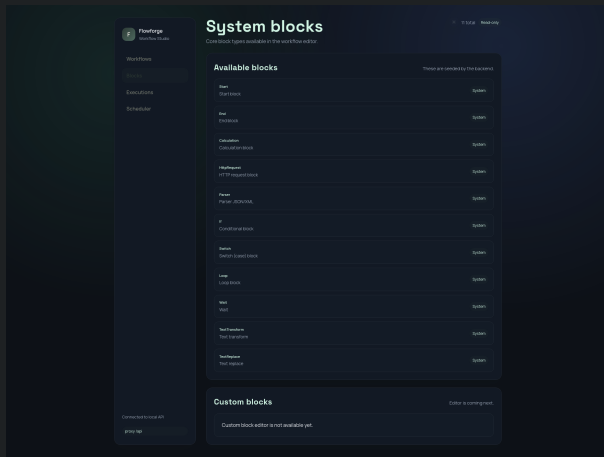 F
Flowforge
Workflow Studio
Workflows
Executions
Scheduler
Connected to local API
System blocks
Core block types available in the workflow editor
11 total
Read-only
Available blocks
These are seeded by the backend.
Start
Start block
System
End
End block
System
Calculation
Calculation block
System
HttpRequest
HTTP request block
System
Parser
Parser JSON/XML
System
If
Conditional block
System
Switch
Switch (case) block
System
Loop
Loop block
System
Wait
Wait
System
TextTransform
Text transform
System
TextReplace
Text replace
System
Custom blocks
Editor is coming next.
Custom block editor is not available yet.